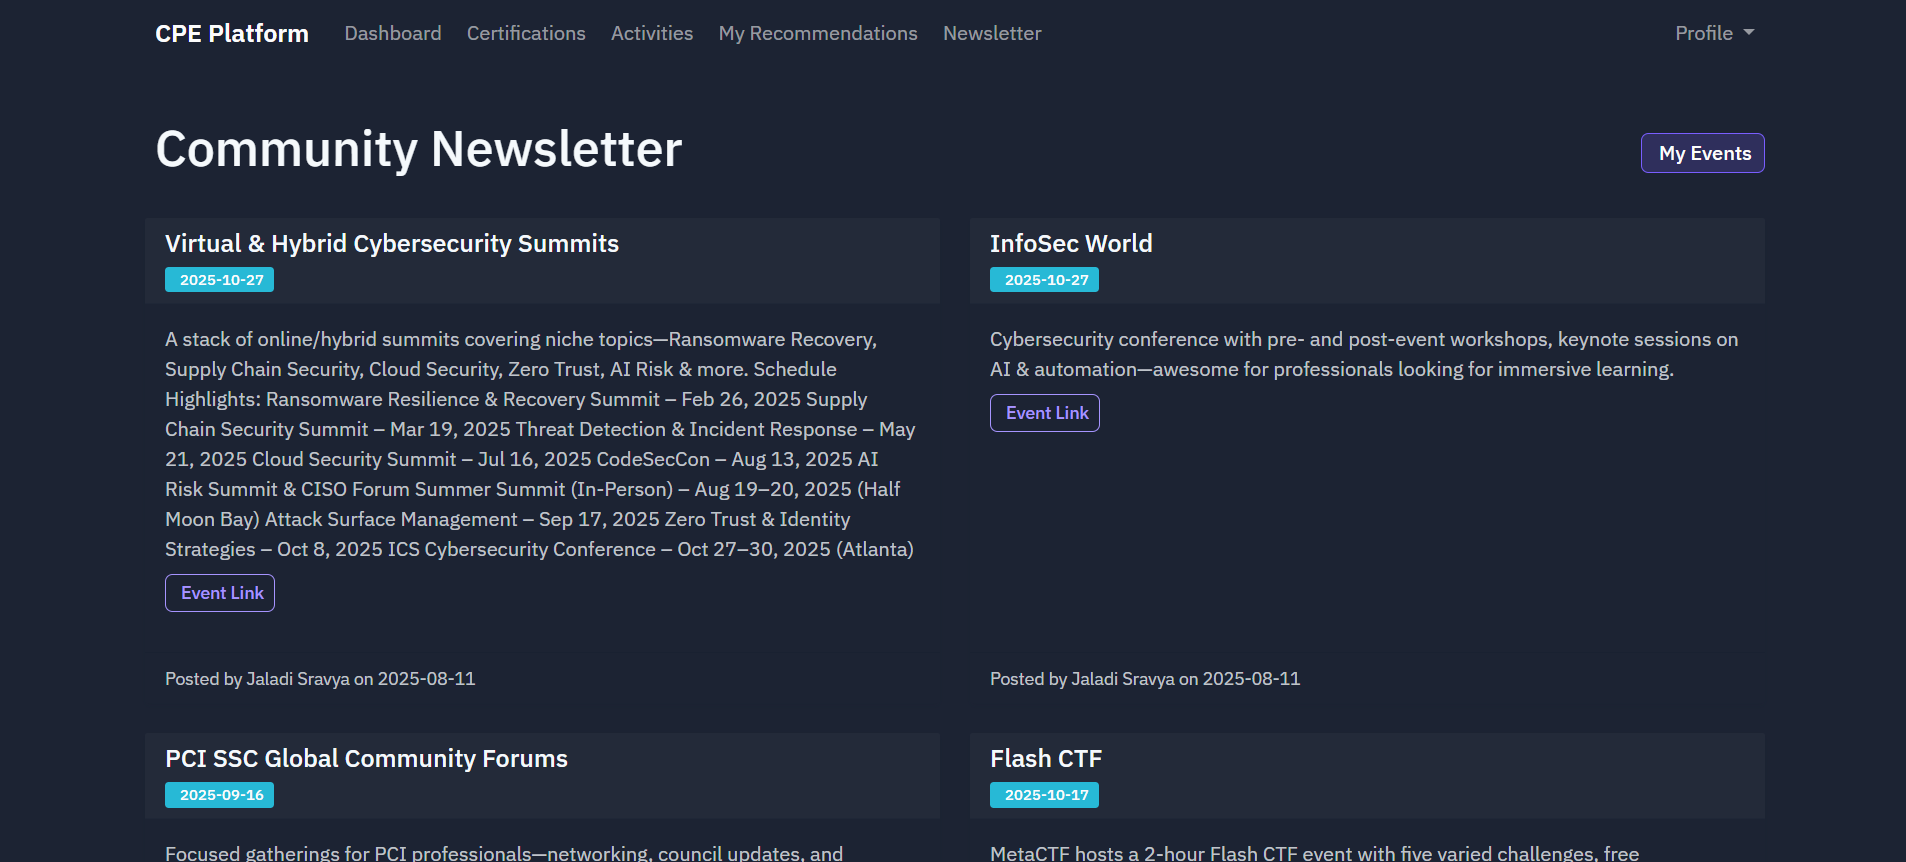 CPE Platform Dashboard Certifications Activities My Recommendations Newsletter Profile
Community Newsletter
My Events
Virtual & Hybrid Cybersecurity Summits
2025-10-27
A stack of online/hybrid summits covering niche topics—Ransomware Recovery,
Supply Chain Security, Cloud Security, Zero Trust, AI Risk & more. Schedule
Highlights: Ransomware Resilience & Recovery Summit – Feb 26, 2025 Supply
Chain Security Summit – Mar 19, 2025 Threat Detection & Incident Response – May
21, 2025 Cloud Security Summit – Jul 16, 2025 CodeSecCon – Aug 13, 2025 AI
Risk Summit & CISO Forum Summer Summit (In-Person) – Aug 19–20, 2025 (Half
Moon Bay) Attack Surface Management – Sep 17, 2025 Zero Trust & Identity
Strategies – Oct 8, 2025 ICS Cybersecurity Conference – Oct 27–30, 2025 (Atlanta)
Event Link
Posted by Jaladi Sravya on 2025-08-11
InfoSec World
2025-10-27
Cybersecurity conference with pre- and post-event workshops, keynote sessions on
AI & automation—awesome for professionals looking for immersive learning.
Event Link
Posted by Jaladi Sravya on 2025-08-11
PCI SSC Global Community Forums
2025-09-16
Focused gatherings for PCI professionals—networking, council updates, and
Flash CTF
2025-10-17
MetaCTF hosts a 2-hour Flash CTF event with five varied challenges, free